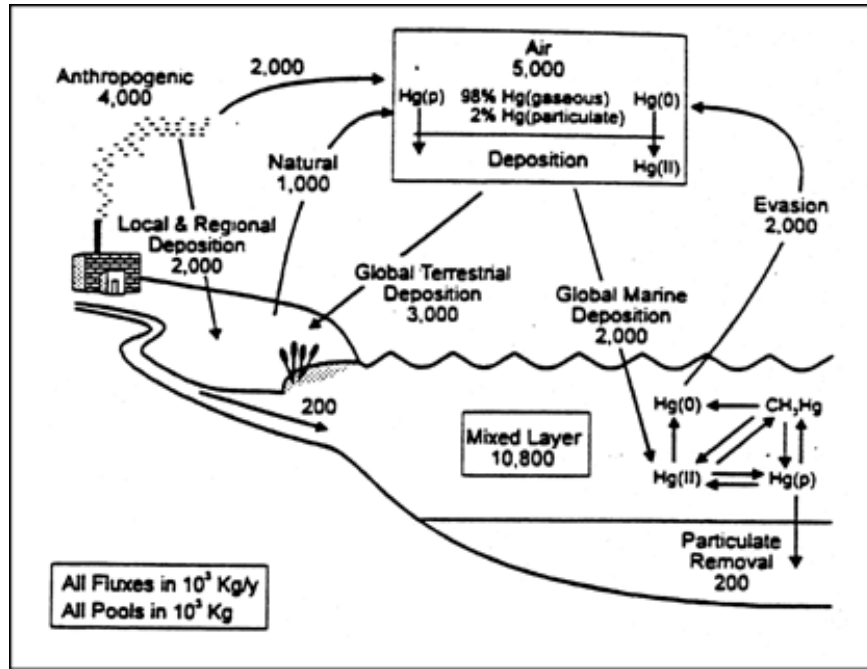 Anthropogenic
4,000
2,000
Air
5,000
Hg(p) 98% Hg(gaseous) Hg(0)
2% Hg(particulate)
Deposition
Hg(II)
Natural
1,000
Evasion
2,000
Local & Regional
Deposition
2,000
Global Terrestrial
Deposition
3,000
Global Marine
Deposition
2,000
200
Mixed Layer
10,800
Hg(0) CH₃Hg
Hg(II) Hg(p)
Particulate
Removal
200
All Fluxes in 10³ Kg/y
All Pools in 10³ Kg